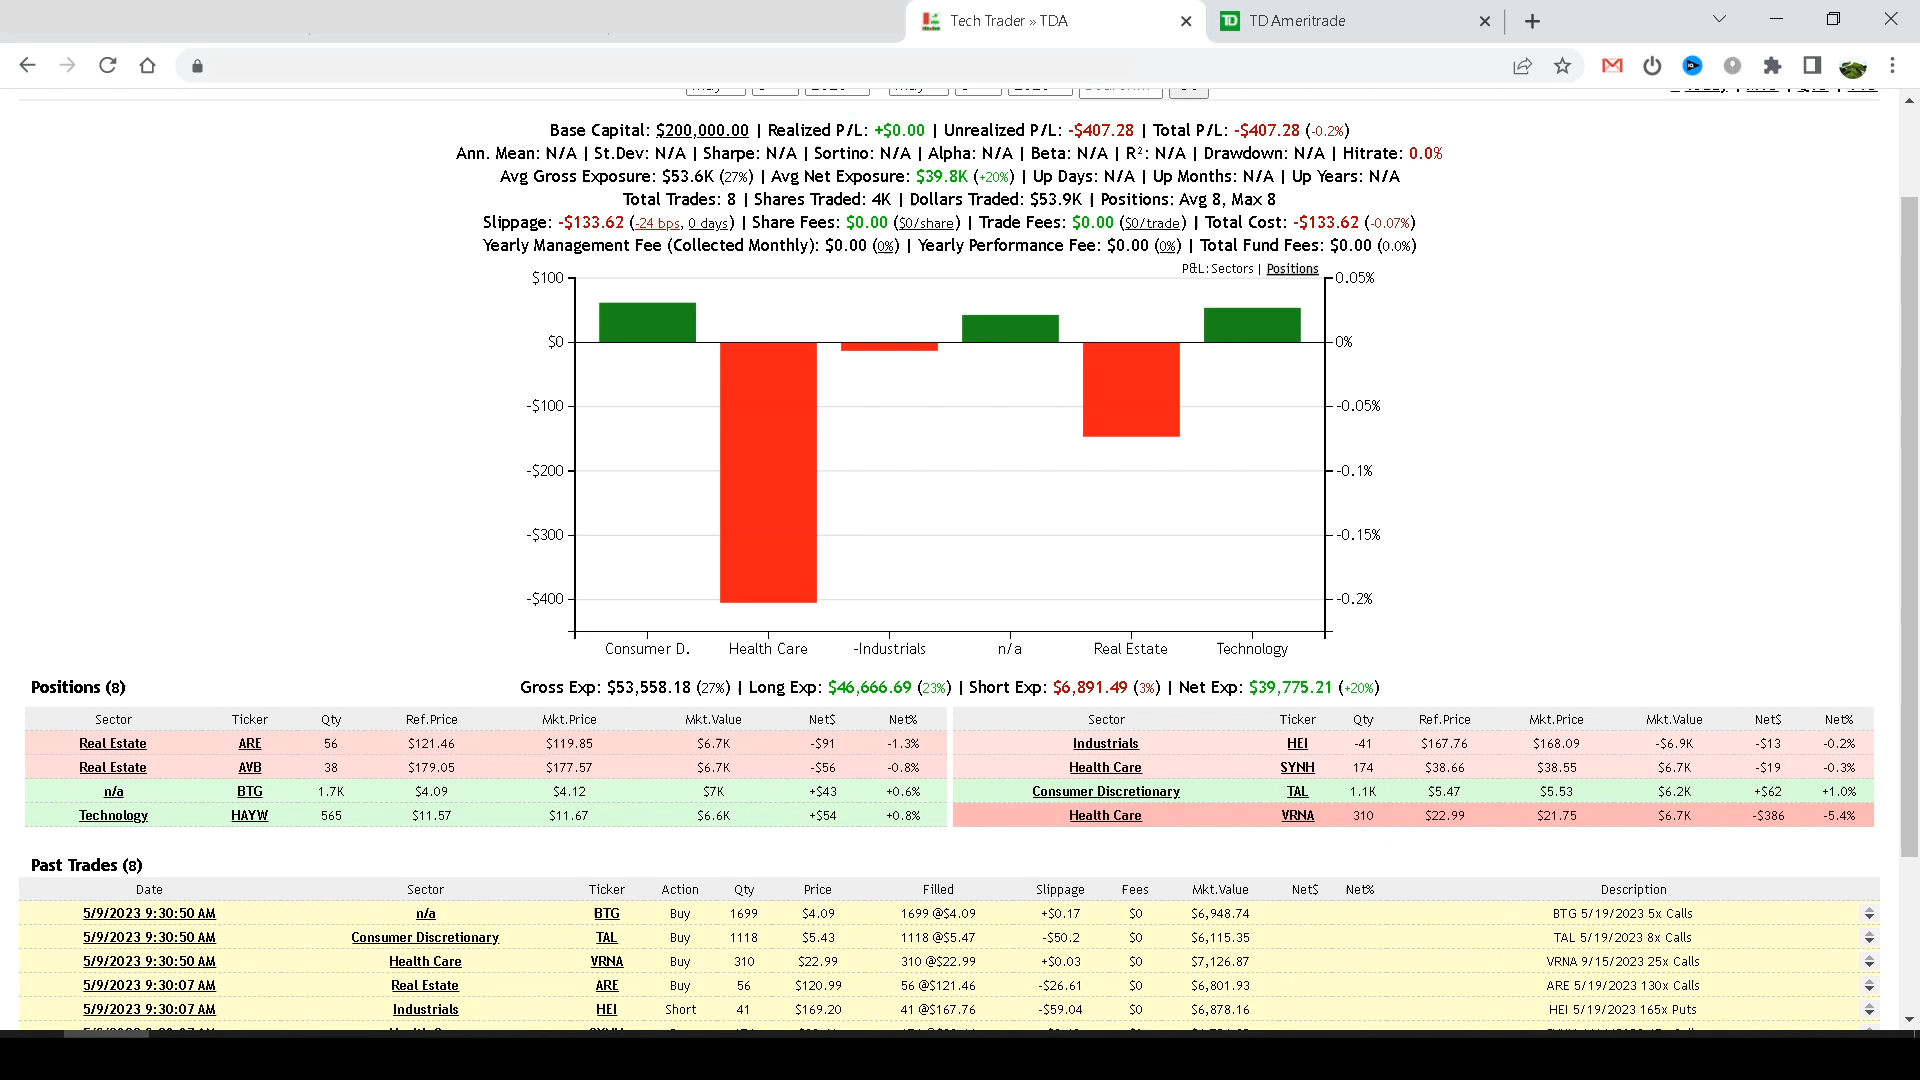 Tech Trader » TDA
TD Ameritrade
Base Capital: $200,000.00 | Realized P/L: +$0.00 | Unrealized P/L: -$407.28 | Total P/L: -$407.28 (-0.2%)
Ann. Mean: N/A | St.Dev: N/A | Sharpe: N/A | Sortino: N/A | Alpha: N/A | Beta: N/A | R²: N/A | Drawdown: N/A | Hitrate: 0.0%
Avg Gross Exposure: $53.6K (27%) | Avg Net Exposure: $39.8K (+20%) | Up Days: N/A | Up Months: N/A | Up Years: N/A
Total Trades: 8 | Shares Traded: 4K | Dollars Traded: $53.9K | Positions: Avg 8, Max 8
Slippage: -$133.62 (-24 bps, 0 days) | Share Fees: $0.00 ($0/share) | Trade Fees: $0.00 ($0/trade) | Total Cost: -$133.62 (-0.07%)
Yearly Management Fee (Collected Monthly): $0.00 (0%) | Yearly Performance Fee: $0.00 (0%) | Total Fund Fees: $0.00 (0.0%)
P&L: Sectors | Positions
$100 0.05%
$0 0%
-$100 -0.05%
-$200 -0.1%
-$300 -0.15%
-$400 -0.2%
Consumer D. Health Care -Industrials n/a Real Estate Technology
Positions (8) Gross Exp: $53,558.18 (27%) | Long Exp: $46,666.69 (23%) | Short Exp: $6,891.49 (3%) | Net Exp: $39,775.21 (+20%)
Sector Ticker Qty Ref.Price Mkt.Price Mkt.Value Net$ Net% Sector Ticker Qty Ref.Price Mkt.Price Mkt.Value Net$ Net%
Real Estate ARE 56 $121.46 $119.85 $6.7K -$91 -1.3% Industrials HEI -41 $167.76 $168.09 -$6.9K -$13 -0.2%
Real Estate AVB 38 $179.05 $177.57 $6.7K -$56 -0.8% Health Care SYNH 174 $38.66 $38.55 $6.7K -$19 -0.3%
n/a BTG 1.7K $4.09 $4.12 $7K +$43 +0.6% Consumer Discretionary TAL 1.1K $5.47 $5.53 $6.2K +$62 +1.0%
Technology HAYW 565 $11.57 $11.67 $6.6K +$54 +0.8% Health Care VRNA 310 $22.99 $21.75 $6.7K -$386 -5.4%
Past Trades (8)
Date Sector Ticker Action Qty Price Filled Slippage Fees Mkt.Value Net$ Net% Description
5/9/2023 9:30:50 AM n/a BTG Buy 1699 $4.09 1699 @$4.09 +$0.17 $0 $6,948.74 BTG 5/19/2023 5x Calls
5/9/2023 9:30:50 AM Consumer Discretionary TAL Buy 1118 $5.43 1118 @$5.47 -$50.2 $0 $6,115.35 TAL 5/19/2023 8x Calls
5/9/2023 9:30:50 AM Health Care VRNA Buy 310 $22.99 310 @$22.99 +$0.03 $0 $7,126.87 VRNA 9/15/2023 25x Calls
5/9/2023 9:30:07 AM Real Estate ARE Buy 56 $120.99 56 @$121.46 -$26.61 $0 $6,801.93 ARE 5/19/2023 130x Calls
5/9/2023 9:30:07 AM Industrials HEI Short 41 $169.20 41 @$167.76 -$59.04 $0 $6,878.16 HEI 5/19/2023 165x Puts